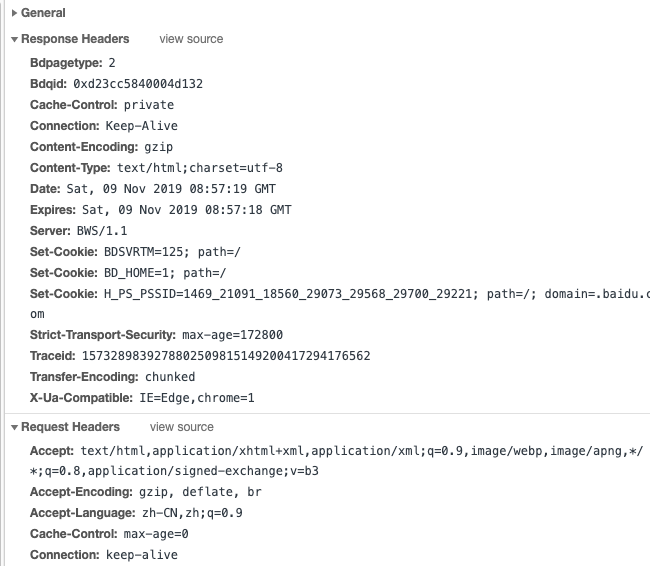 General
Response Headers view source
Bdpagetype: 2
Bdqid: 0xd23cc5840004d132
Cache-Control: private
Connection: Keep-Alive
Content-Encoding: gzip
Content-Type: text/html;charset=utf-8
Date: Sat, 09 Nov 2019 08:57:19 GMT
Expires: Sat, 09 Nov 2019 08:57:18 GMT
Server: BWS/1.1
Set-Cookie: BDSVRTM=125; path=/
Set-Cookie: BD_HOME=1; path=/
Set-Cookie: H_PS_PSSID=1469_21091_18560_29073_29568_29700_29221; path=/; domain=.baidu.c
om
Strict-Transport-Security: max-age=172800
Traceid: 1573289839278802509815149200417294176562
Transfer-Encoding: chunked
X-Ua-Compatible: IE=Edge,chrome=1
Request Headers view source
Accept: text/html,application/xhtml+xml,application/xml;q=0.9,image/webp,image/apng,*/
*;q=0.8,application/signed-exchange;v=b3
Accept-Encoding: gzip, deflate, br
Accept-Language: zh-CN,zh;q=0.9
Cache-Control: max-age=0
Connection: keep-alive